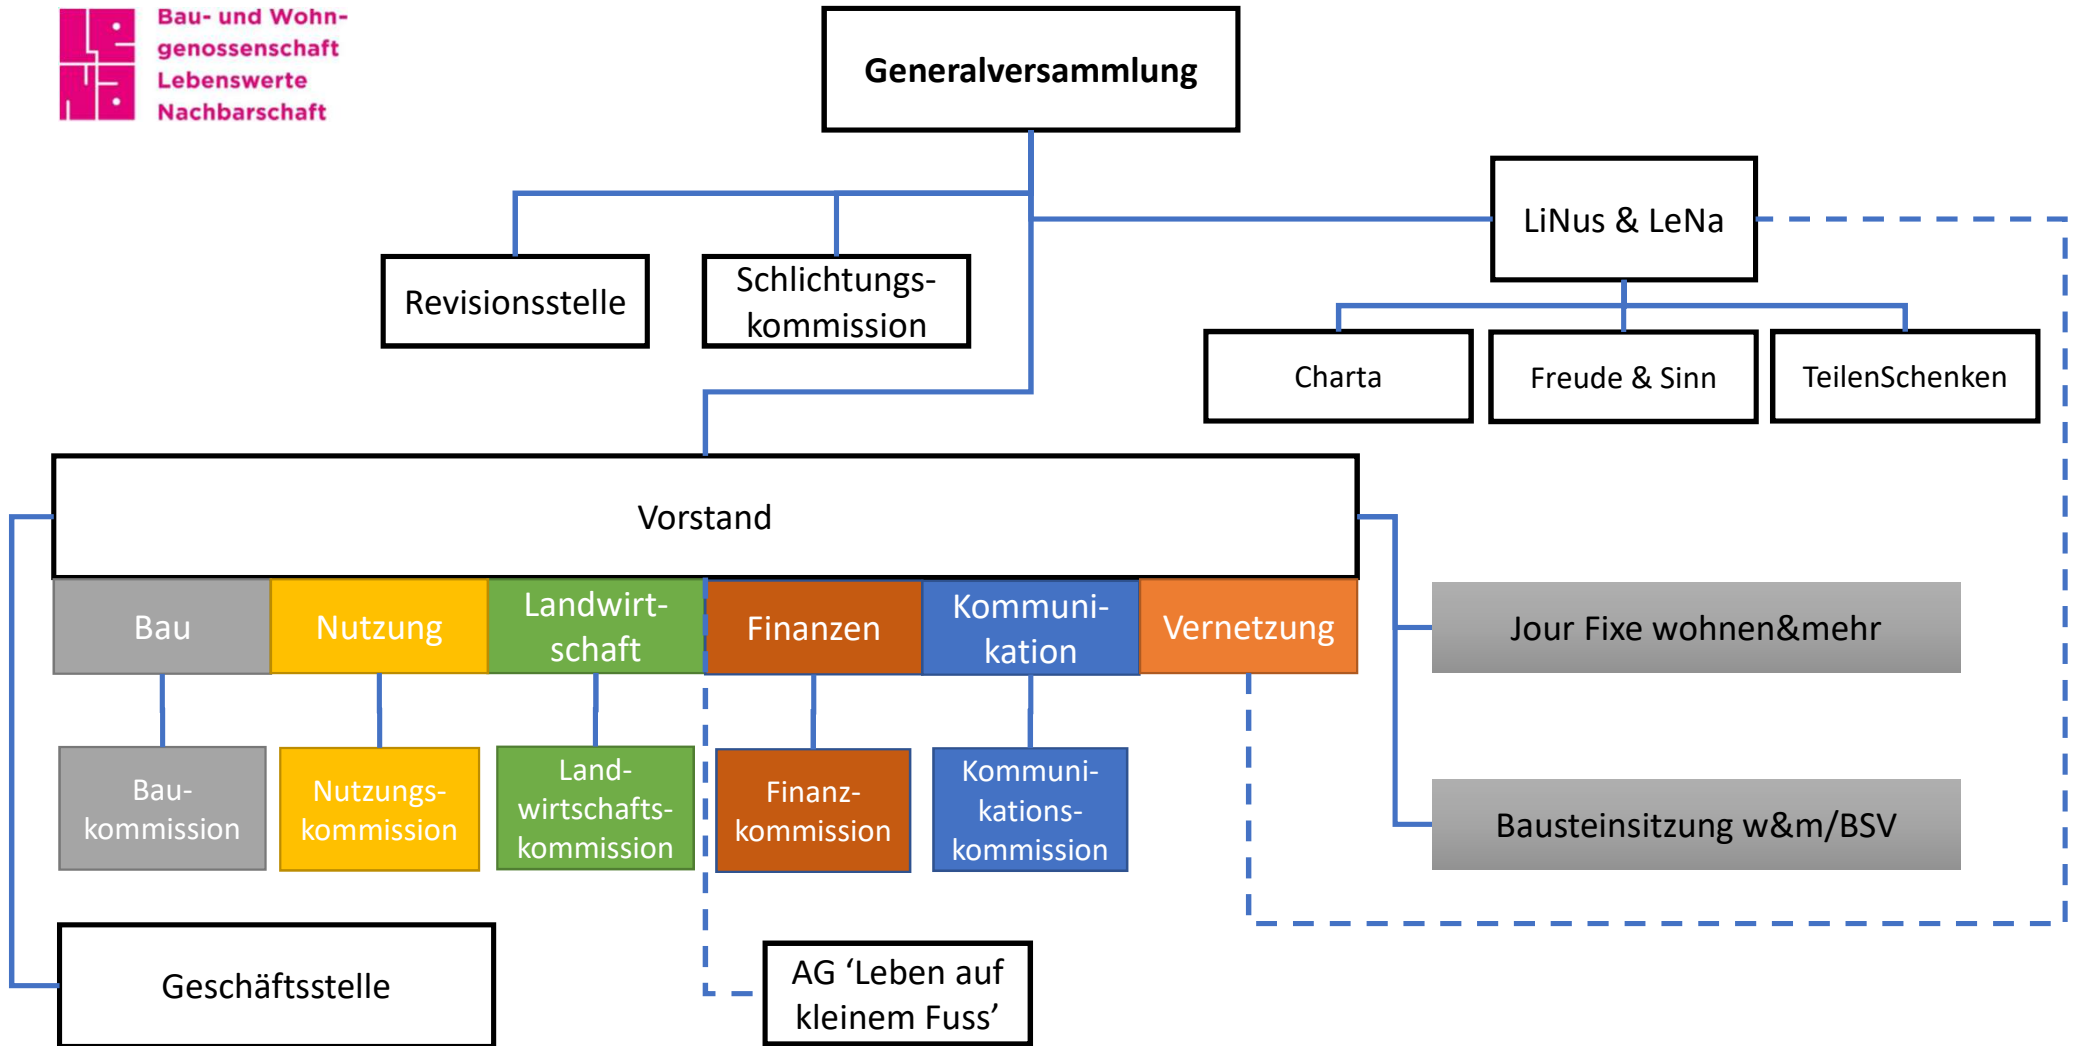 LeNa
Bau- und Wohn-
genossenschaft
Lebenswerte
Nachbarschaft
Generalversammlung
LiNus & LeNa
Revisionsstelle
Schlichtungs-
kommission
Charta
Freude & Sinn
TeilenSchenken
Vorstand
Bau
Nutzung
Landwirt-
schaft
Finanzen
Kommuni-
kation
Vernetzung
Jour Fixe wohnen&mehr
Bau-
kommission
Nutzungs-
kommission
Land-
wirtschafts-
kommission
Finanz-
kommission
Kommuni-
kations-
kommission
Bausteinsitzung w&m/BSV
Geschäftsstelle
AG ‘Leben auf
kleinem Fuss’